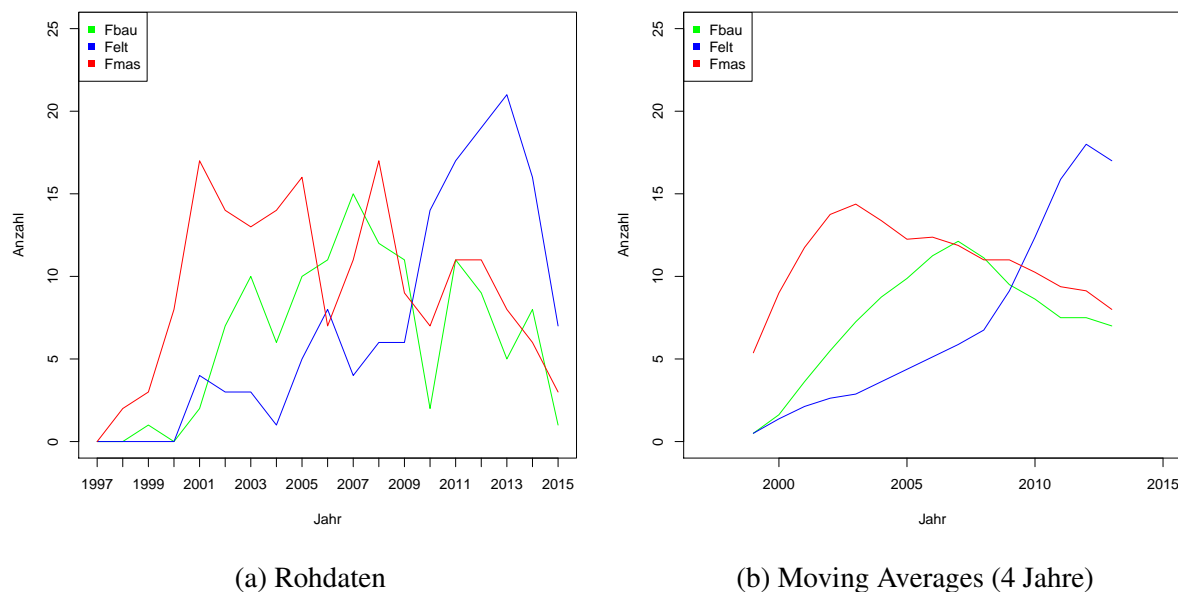 Fbau
Felt
Fmas
Anzahl
25
20
15
10
5
0
1997 1999 2001 2003 2005 2007 2009 2011 2013 2015
Jahr
(a) Rohdaten
Fbau
Felt
Fmas
Anzahl
25
20
15
10
5
0
2000 2005 2010 2015
Jahr
(b) Moving Averages (4 Jahre)